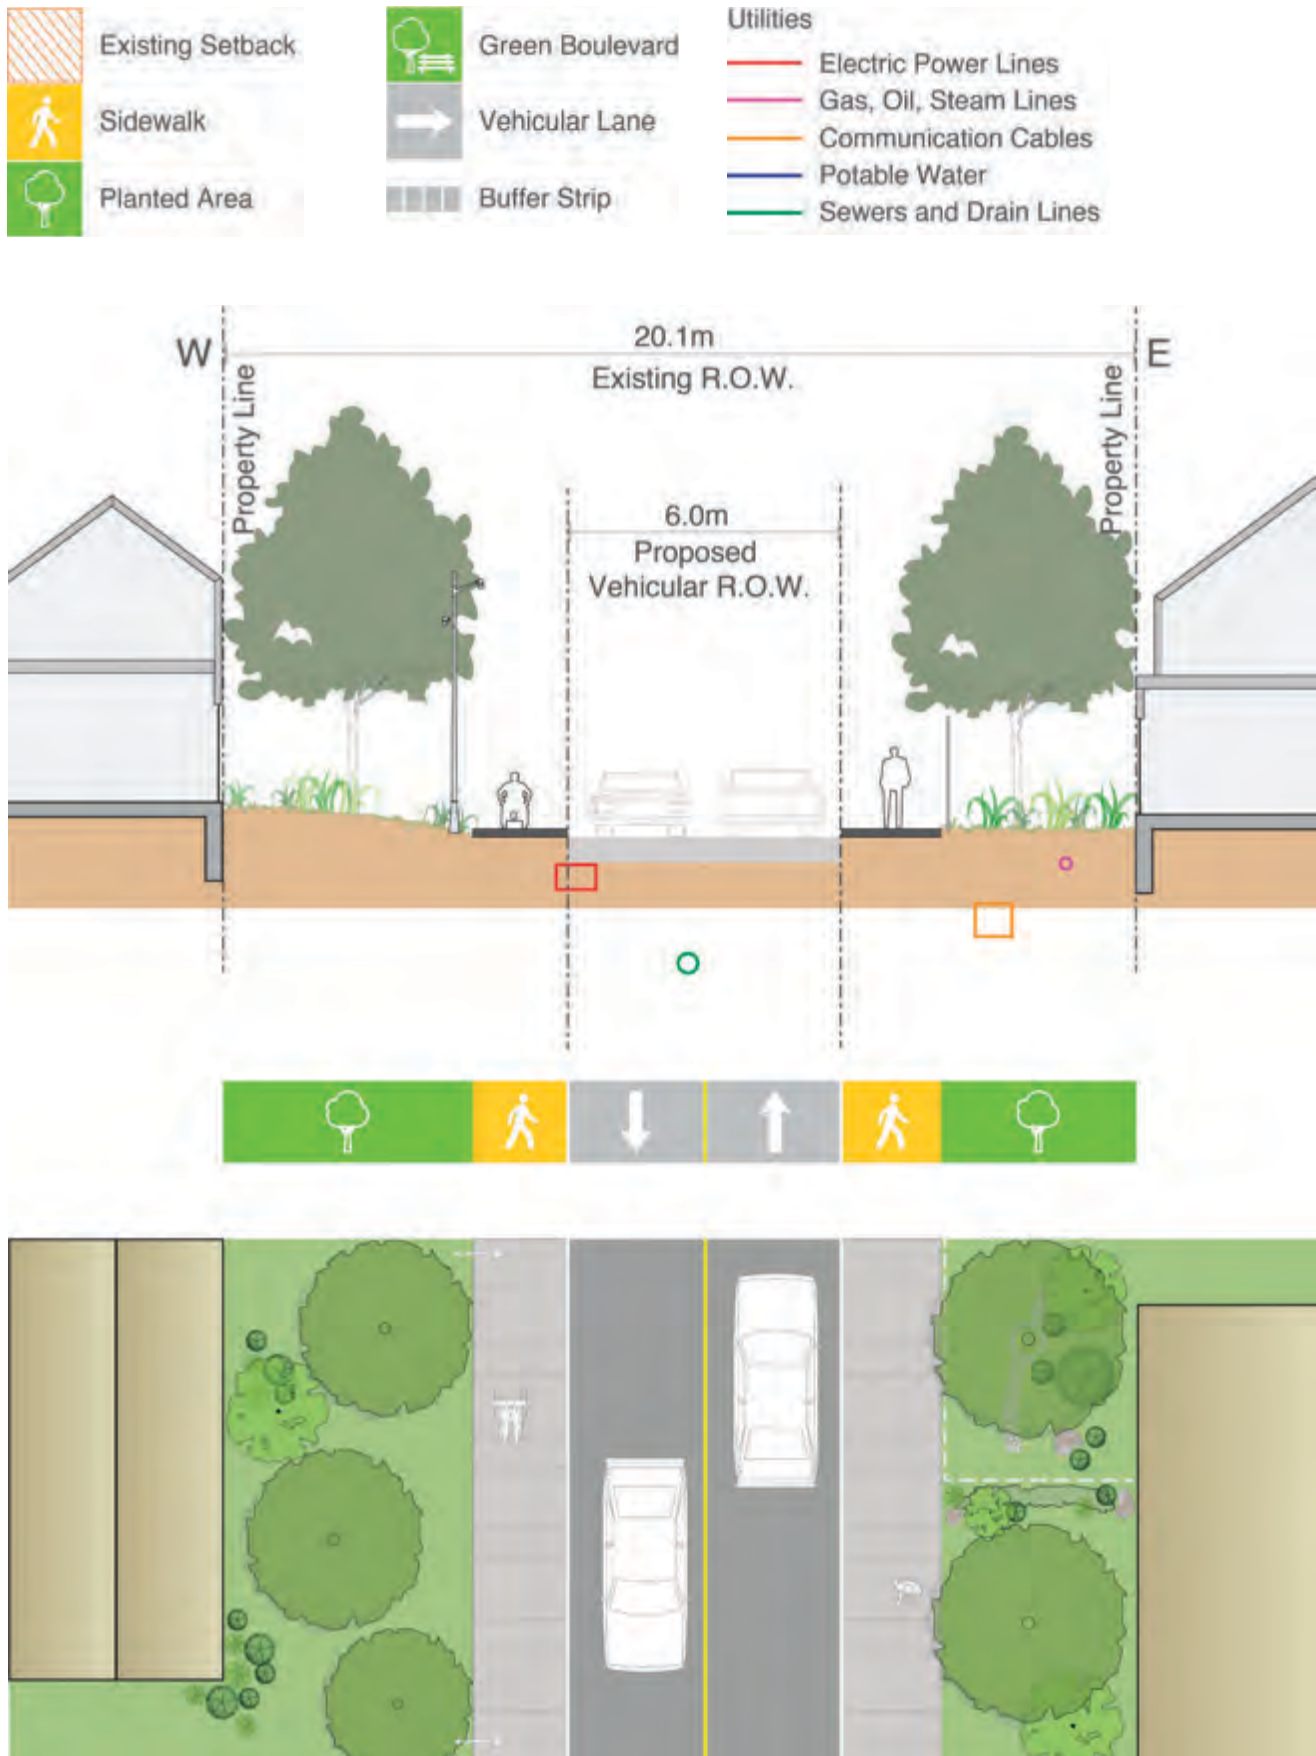 Existing Setback
Sidewalk
Planted Area
Green Boulevard
Vehicular Lane
Buffer Strip
Utilities
Electric Power Lines
Gas, Oil, Steam Lines
Communication Cables
Potable Water
Sewers and Drain Lines
W
20.1m
E
Existing R.O.W.
Property Line
Property Line
6.0m
Proposed
Vehicular R.O.W.